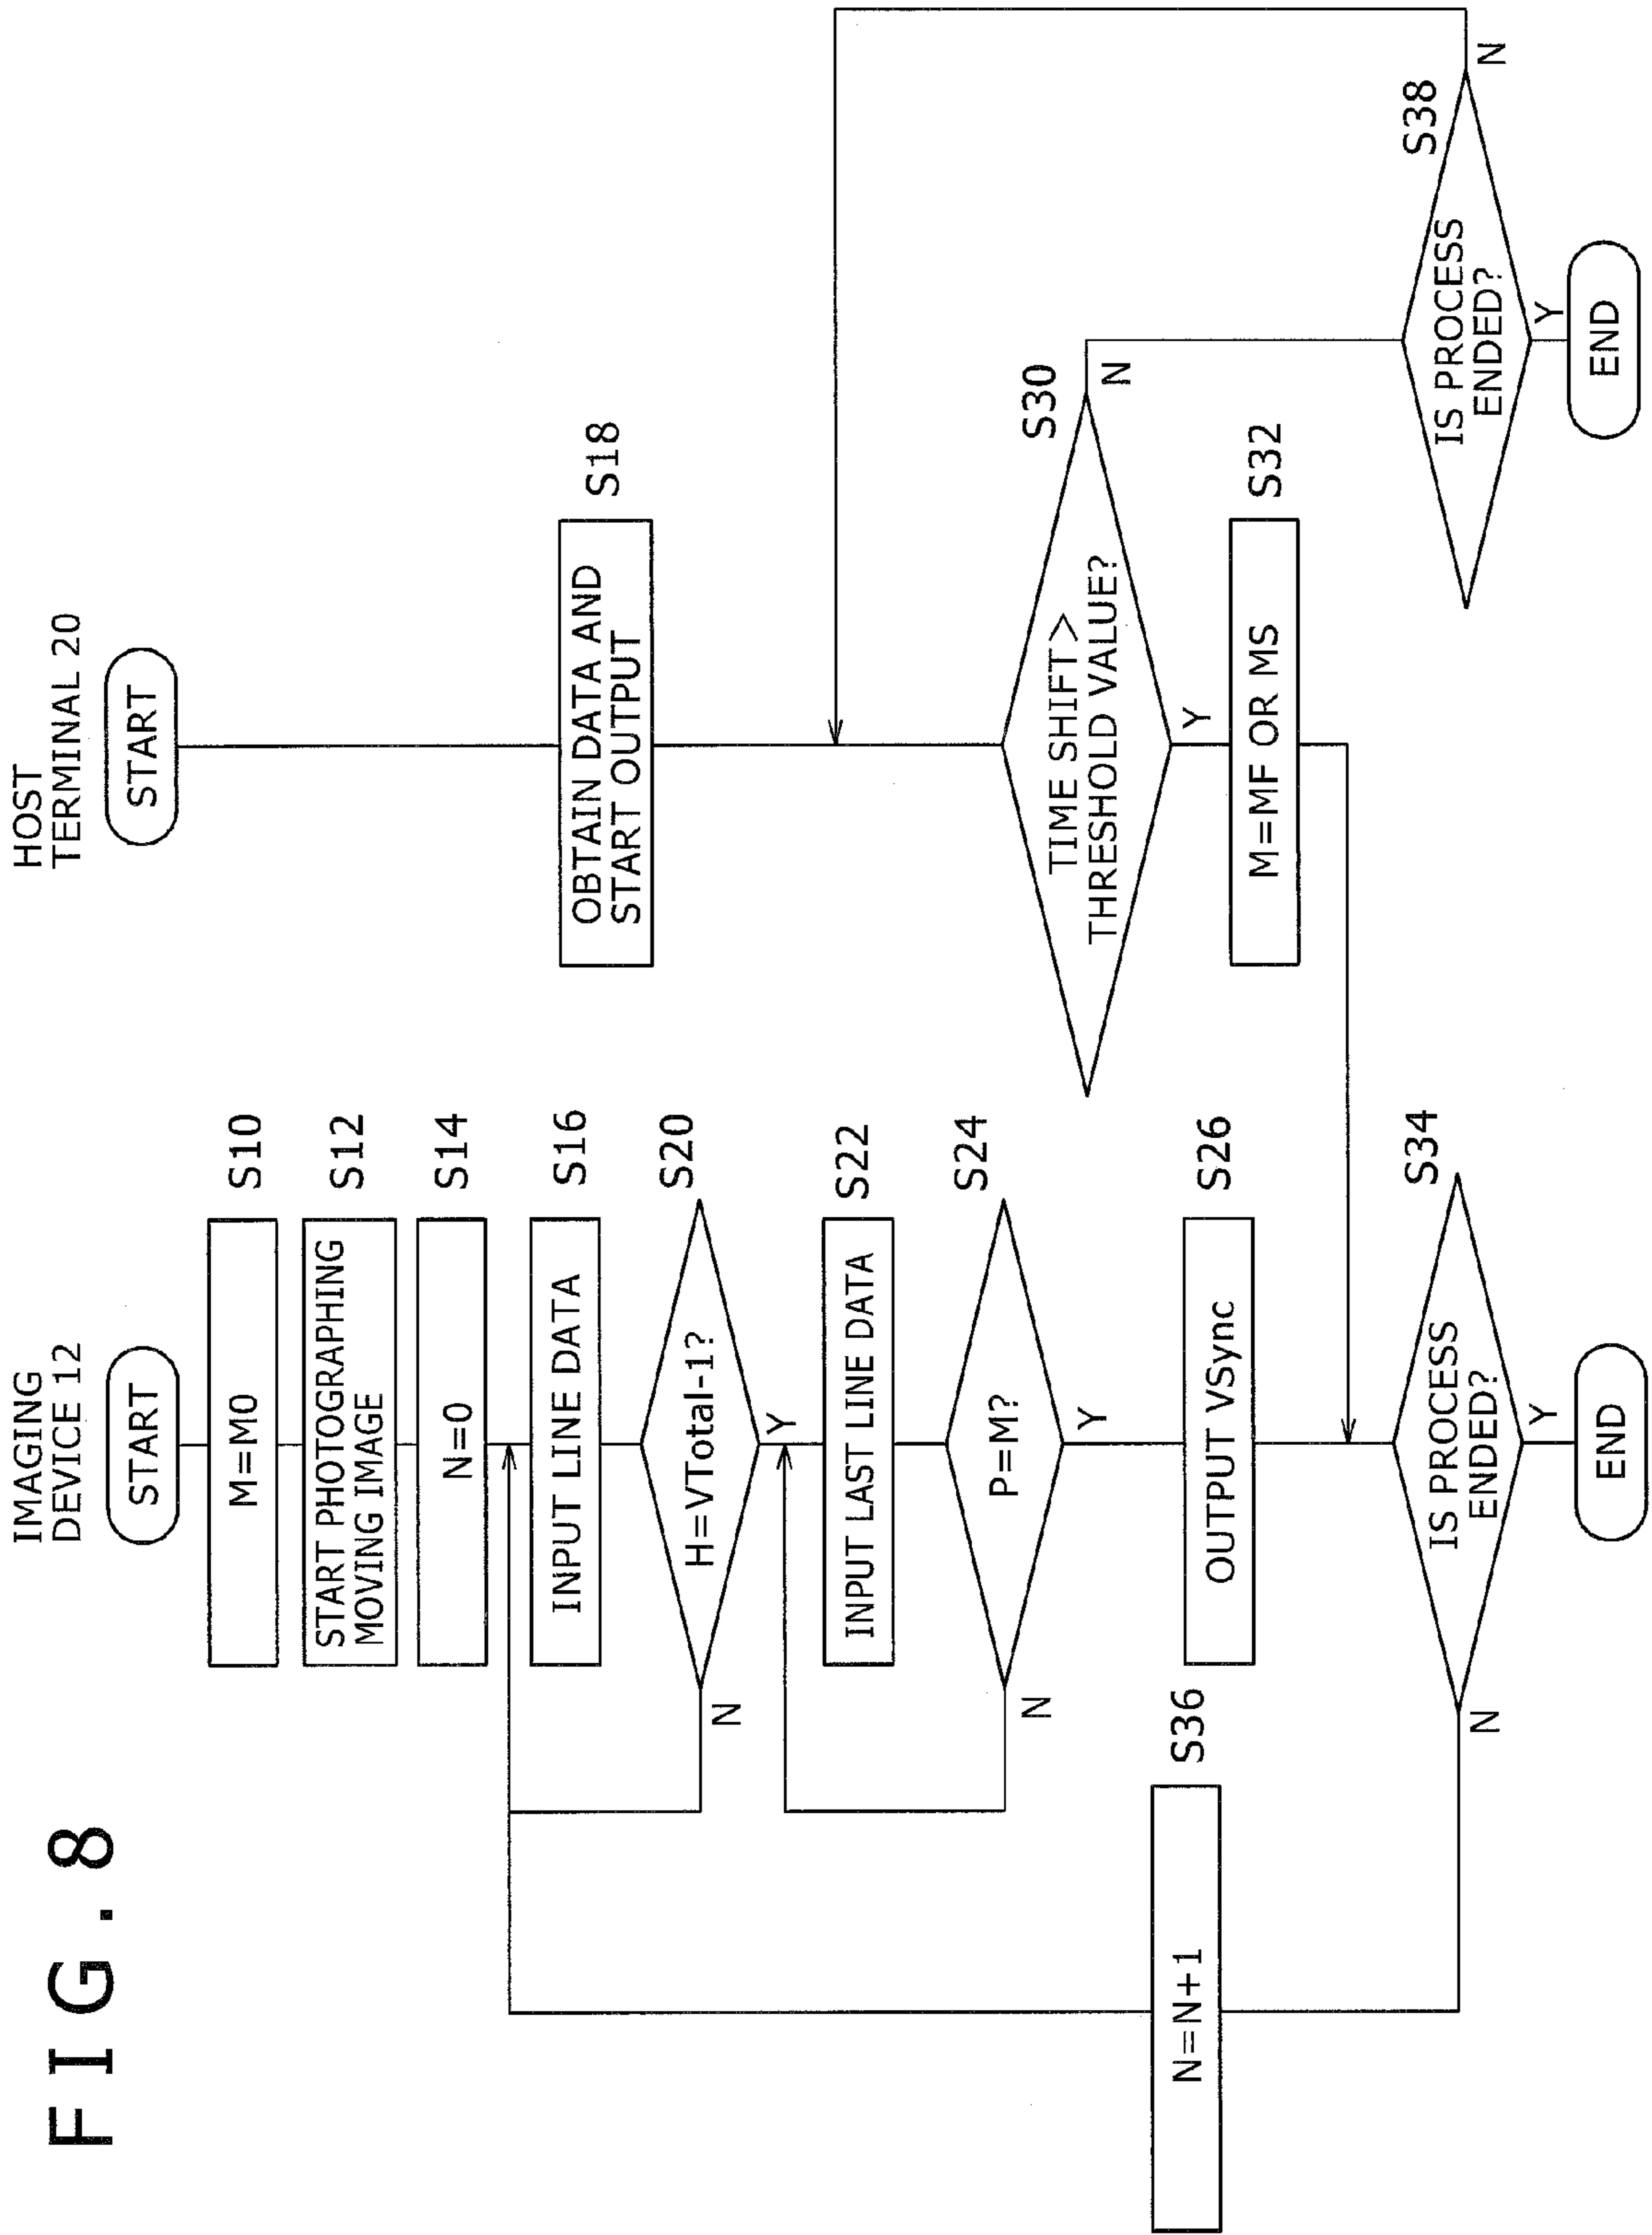 FIG. 8
IMAGING
DEVICE 12
START
M=M0
S10
START PHOTOGRAPHING
MOVING IMAGE
S12
N=0
S14
INPUT LINE DATA
S16
H=VTotal-1?
S20
N
Y
INPUT LAST LINE DATA
S22
P=M?
S24
N
Y
OUTPUT VSync
S26
IS PROCESS
ENDED?
S34
N
Y
N=N+1
S36
END
HOST
TERMINAL 20
START
OBTAIN DATA AND
START OUTPUT
S18
TIME SHIFT >
THRESHOLD VALUE?
S30
N
Y
M=MF OR MS
S32
IS PROCESS
ENDED?
S38
N
Y
END